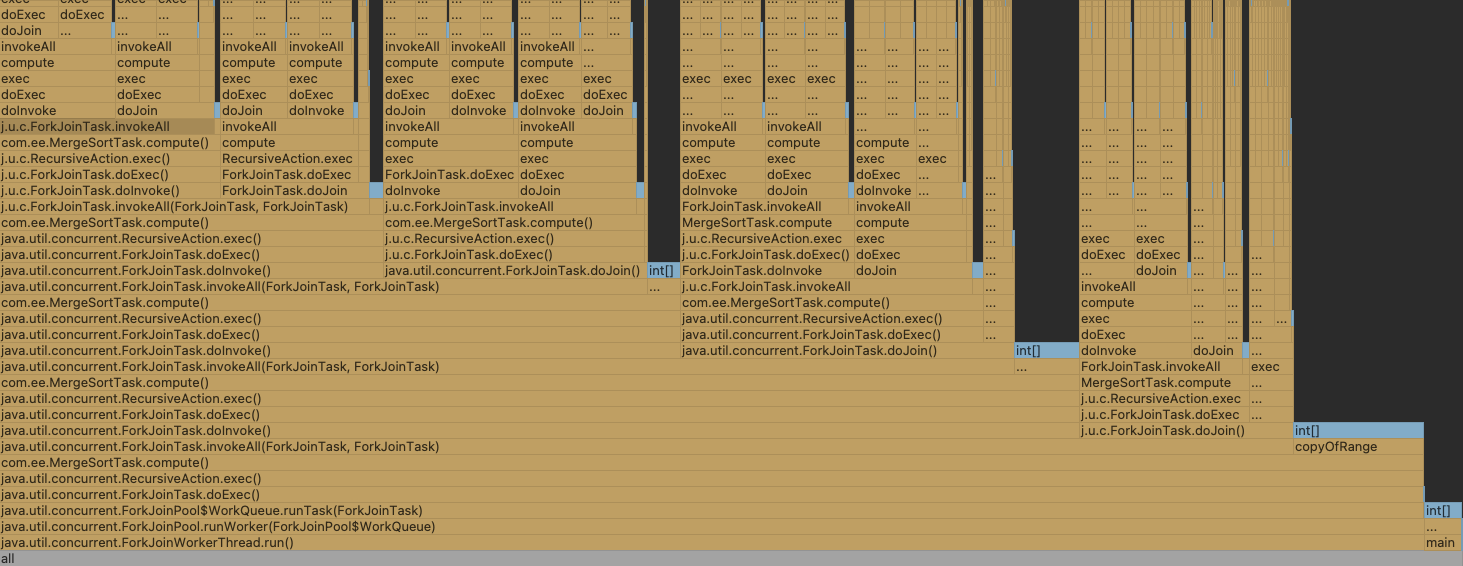 exec exec exec exec ... ... ... ... ... ... ... ... ... ... ... ... ... ...
doExec doExec ... ... ... ... ... ... ... ... ... ... ... ... ... ... ... ... ... ...
doJoin ... ... ... ... ... ... ... ... ... ... ... ... ... ... ... ... ... ... ...
invokeAll invokeAll invokeAll invokeAll invokeAll invokeAll invokeAll ... ... ... ... ... ... ... ... ...
compute compute compute compute compute compute compute ... ... ... ... ... ... ... ... ...
exec exec exec exec exec exec exec exec exec exec exec exec ... ... ... ...
doExec doExec doExec doExec doExec doExec doExec doExec ... ... ... ... ... ... ... ...
doInvoke doJoin doJoin doInvoke doJoin doInvoke doInvoke doJoin ... ... ... ... ... ... ... ...
j.u.c.ForkJoinTask.invokeAll invokeAll invokeAll invokeAll invokeAll invokeAll ... ... ... ... ... ...
com.ee.MergeSortTask.compute() compute compute compute compute compute compute ... ... ... ... ...
j.u.c.RecursiveAction.exec() RecursiveAction.exec exec exec exec exec exec exec ... ... ... ...
j.u.c.ForkJoinTask.doExec() ForkJoinTask.doExec ForkJoinTask.doExec doExec doExec doExec doExec ... ... ... ... ...
j.u.c.ForkJoinTask.doInvoke() ForkJoinTask.doJoin doInvoke doJoin doInvoke doJoin doInvoke ... ... ... ... ...
j.u.c.ForkJoinTask.invokeAll(ForkJoinTask, ForkJoinTask) j.u.c.ForkJoinTask.invokeAll ForkJoinTask.invokeAll invokeAll ... ... ... ... ...
com.ee.MergeSortTask.compute() com.ee.MergeSortTask.compute() MergeSortTask.compute compute ... ... ... ... ...
java.util.concurrent.RecursiveAction.exec() j.u.c.RecursiveAction.exec() j.u.c.RecursiveAction.exec exec ... exec exec ... ...
java.util.concurrent.ForkJoinTask.doExec() j.u.c.ForkJoinTask.doExec() j.u.c.ForkJoinTask.doExec() doExec ... doExec doExec ... ... ...
java.util.concurrent.ForkJoinTask.doInvoke() java.util.concurrent.ForkJoinTask.doJoin() int[] ForkJoinTask.doInvoke doJoin ... ... doJoin ... ... ...
java.util.concurrent.ForkJoinTask.invokeAll(ForkJoinTask, ForkJoinTask) ... j.u.c.ForkJoinTask.invokeAll ... invokeAll ... ... ...
com.ee.MergeSortTask.compute() com.ee.MergeSortTask.compute() ... compute ... ... ...
java.util.concurrent.RecursiveAction.exec() java.util.concurrent.RecursiveAction.exec() ... exec ... ... ... ...
java.util.concurrent.ForkJoinTask.doExec() java.util.concurrent.ForkJoinTask.doExec() ... doExec ... ... ...
java.util.concurrent.ForkJoinTask.doInvoke() java.util.concurrent.ForkJoinTask.doJoin() int[] doInvoke doJoin ...
java.util.concurrent.ForkJoinTask.invokeAll(ForkJoinTask, ForkJoinTask) ... ForkJoinTask.invokeAll exec
com.ee.MergeSortTask.compute() MergeSortTask.compute ...
java.util.concurrent.RecursiveAction.exec() j.u.c.RecursiveAction.exec ...
java.util.concurrent.ForkJoinTask.doExec() j.u.c.ForkJoinTask.doExec ...
java.util.concurrent.ForkJoinTask.doInvoke() j.u.c.ForkJoinTask.doJoin() int[]
java.util.concurrent.ForkJoinTask.invokeAll(ForkJoinTask, ForkJoinTask) copyOfRange
com.ee.MergeSortTask.compute()
java.util.concurrent.RecursiveAction.exec()
java.util.concurrent.ForkJoinTask.doExec()
java.util.concurrent.ForkJoinPool$WorkQueue.runTask(ForkJoinTask) int[]
java.util.concurrent.ForkJoinPool.runWorker(ForkJoinPool$WorkQueue) ...
java.util.concurrent.ForkJoinWorkerThread.run() main
all